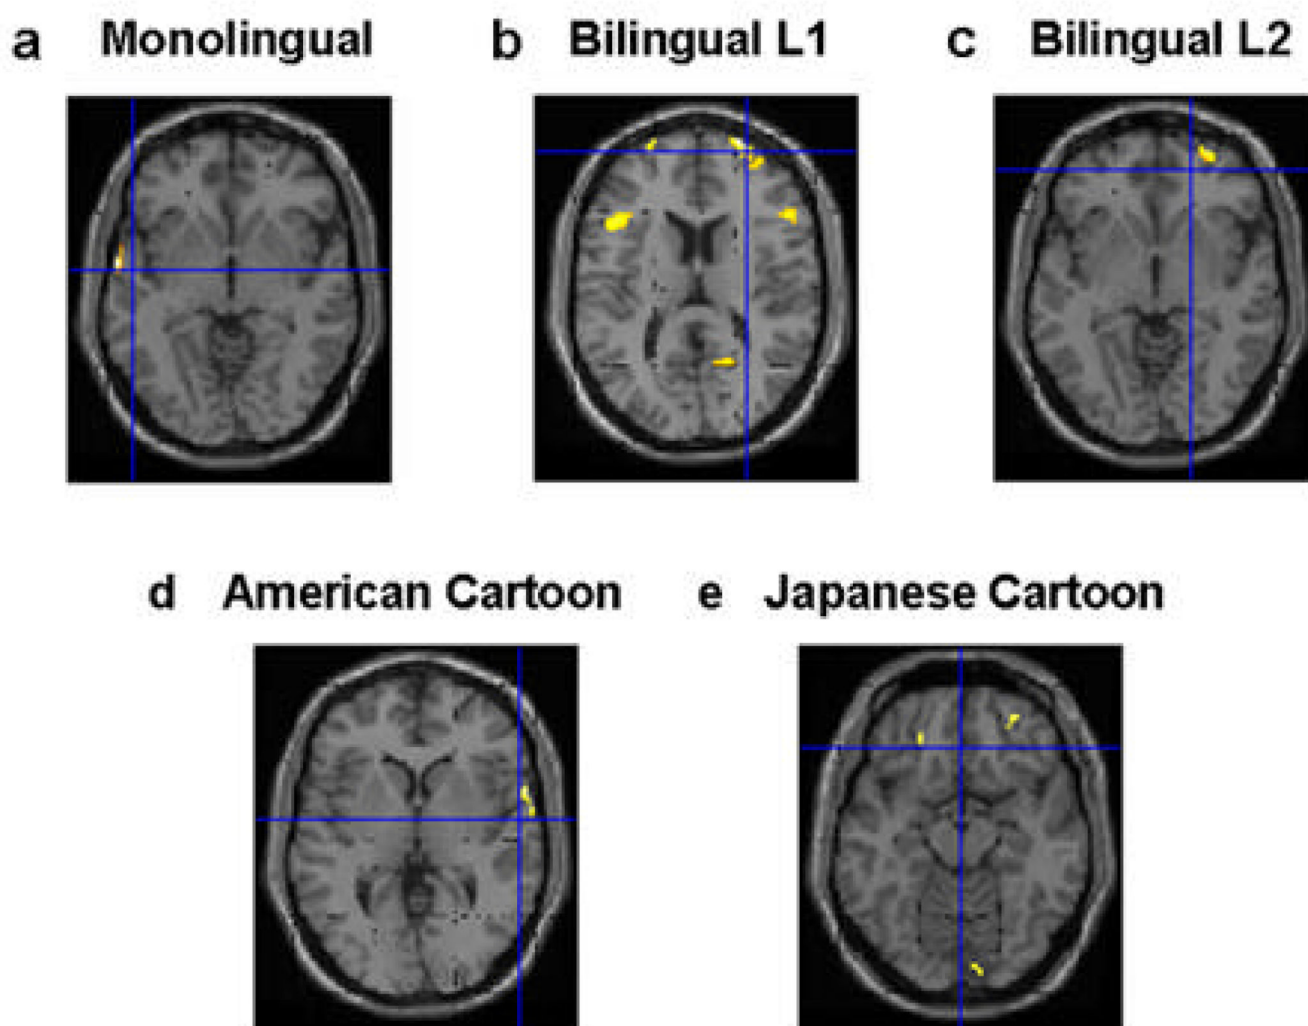 a Monolingual
b Bilingual L1
c Bilingual L2
d American Cartoon
e Japanese Cartoon